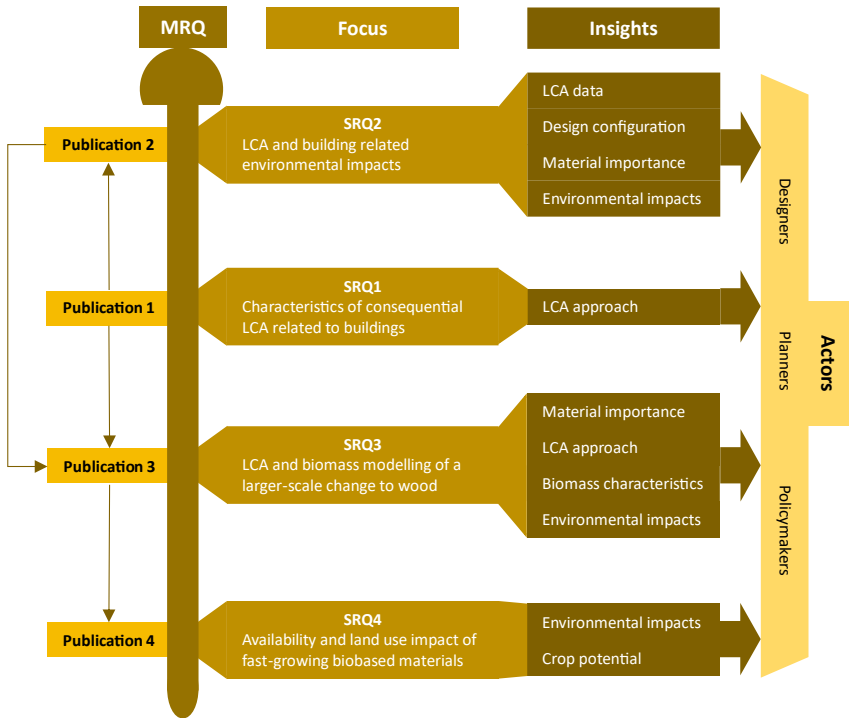 MRQ
Focus
Insights
Publication 2
SRQ2
LCA and building related
environmental impacts
LCA data
Design configuration
Material importance
Environmental impacts
Publication 1
SRQ1
Characteristics of consequential
LCA related to buildings
LCA approach
Publication 3
SRQ3
LCA and biomass modelling of a
larger-scale change to wood
Material importance
LCA approach
Biomass characteristics
Environmental impacts
Publication 4
SRQ4
Availability and land use impact of
fast-growing biobased materials
Environmental impacts
Crop potential
Designers
Planners
Policymakers
Actors